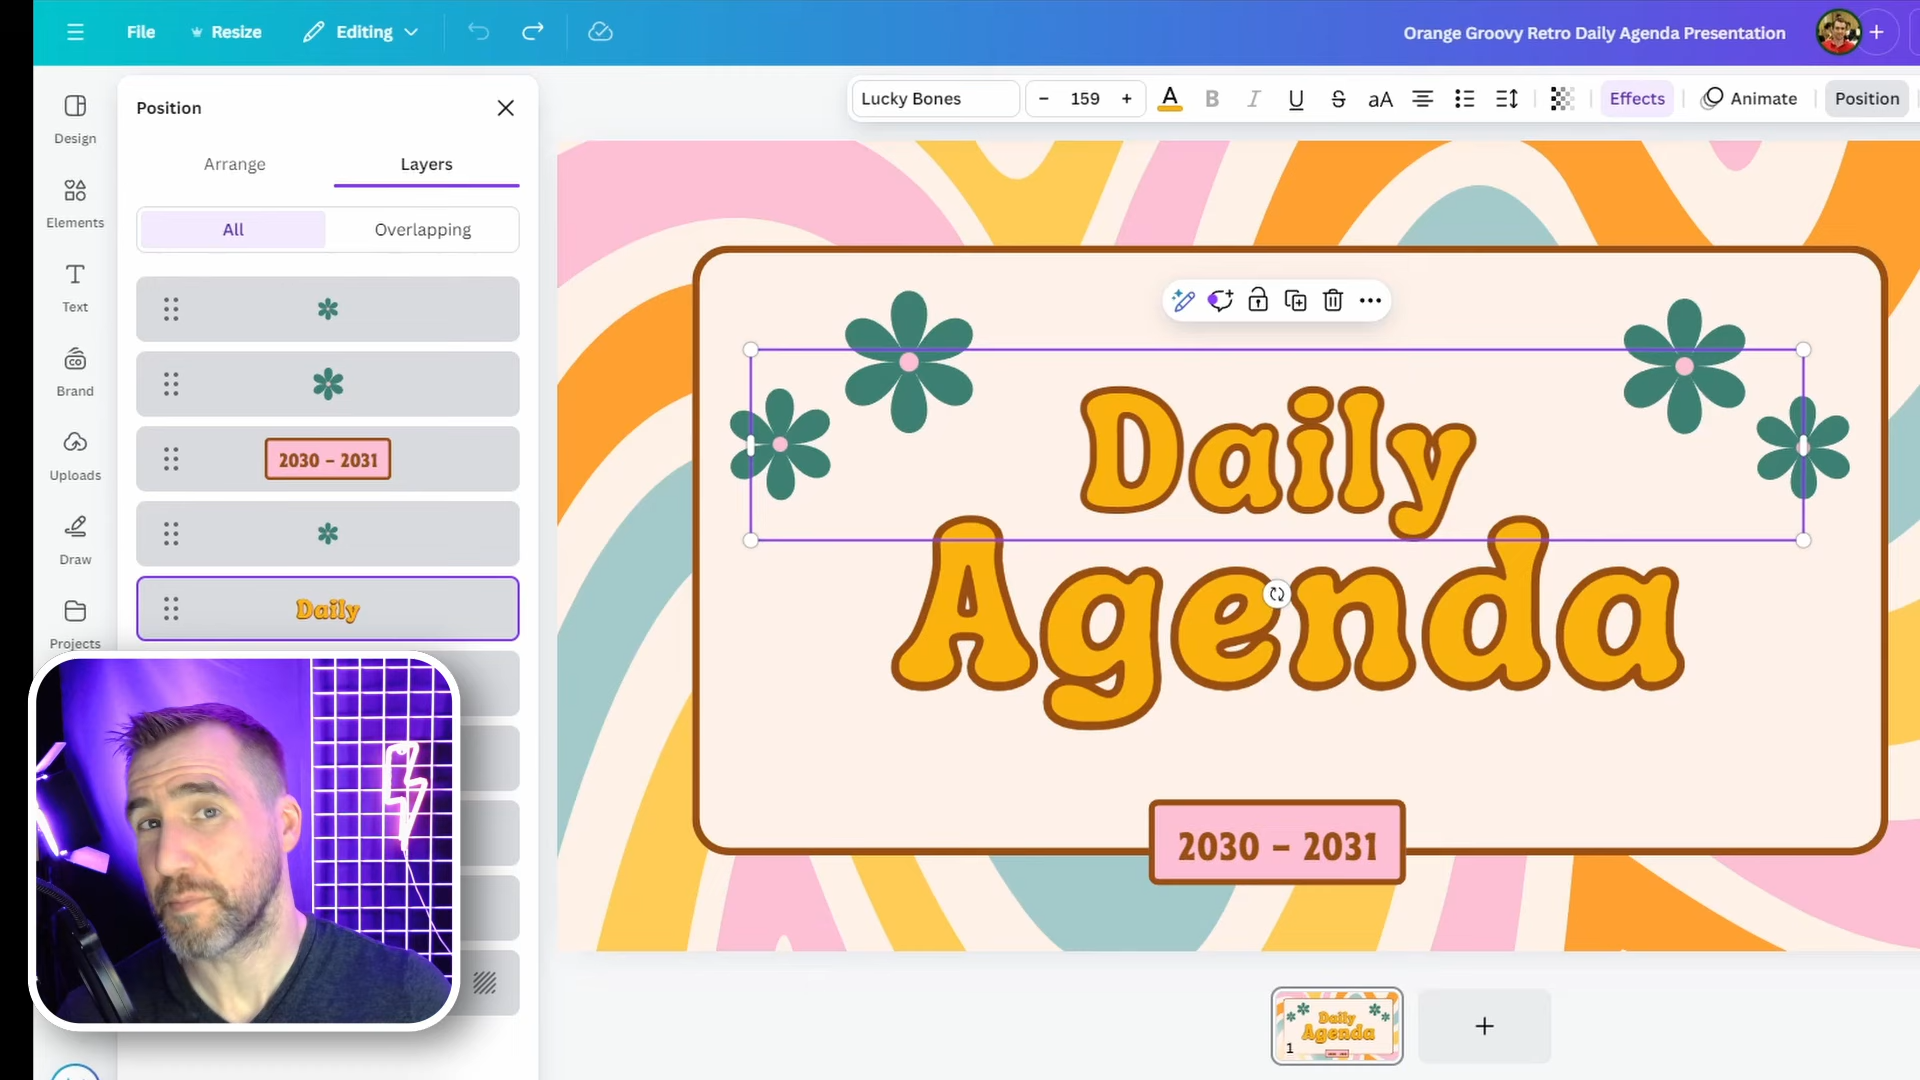 File
Resize
Editing
Orange Groovy Retro Daily Agenda Presentation
Design
Elements
Text
Brand
Uploads
Draw
Projects
Position
Arrange
Layers
All
Overlapping
2030 – 2031
Daily
Lucky Bones
– 159 +
A B I U S aA
Effects
Animate
Position
Daily
Agenda
2030 – 2031
Daily
Agenda
1